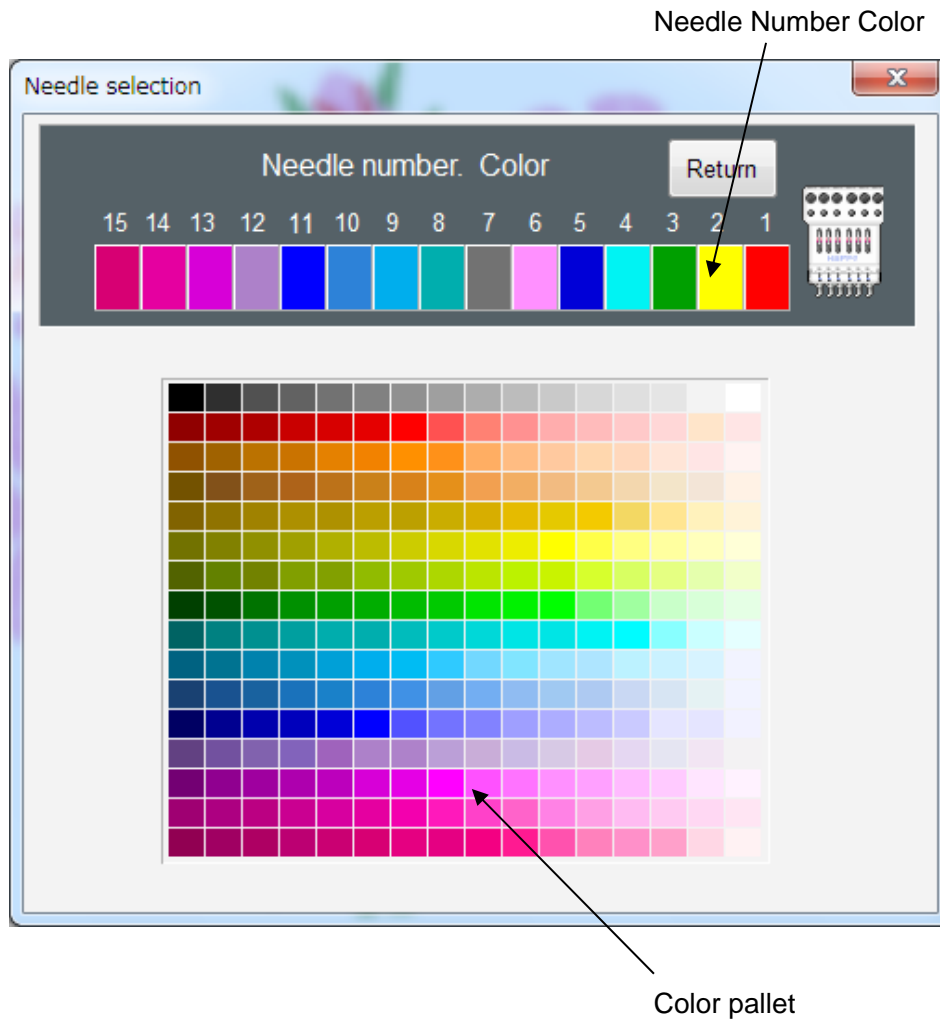 Needle Number Color
Needle selection
Needle number. Color
Return
15 14 13 12 11 10 9 8 7 6 5 4 3 2 1
HAPPY
Color pallet